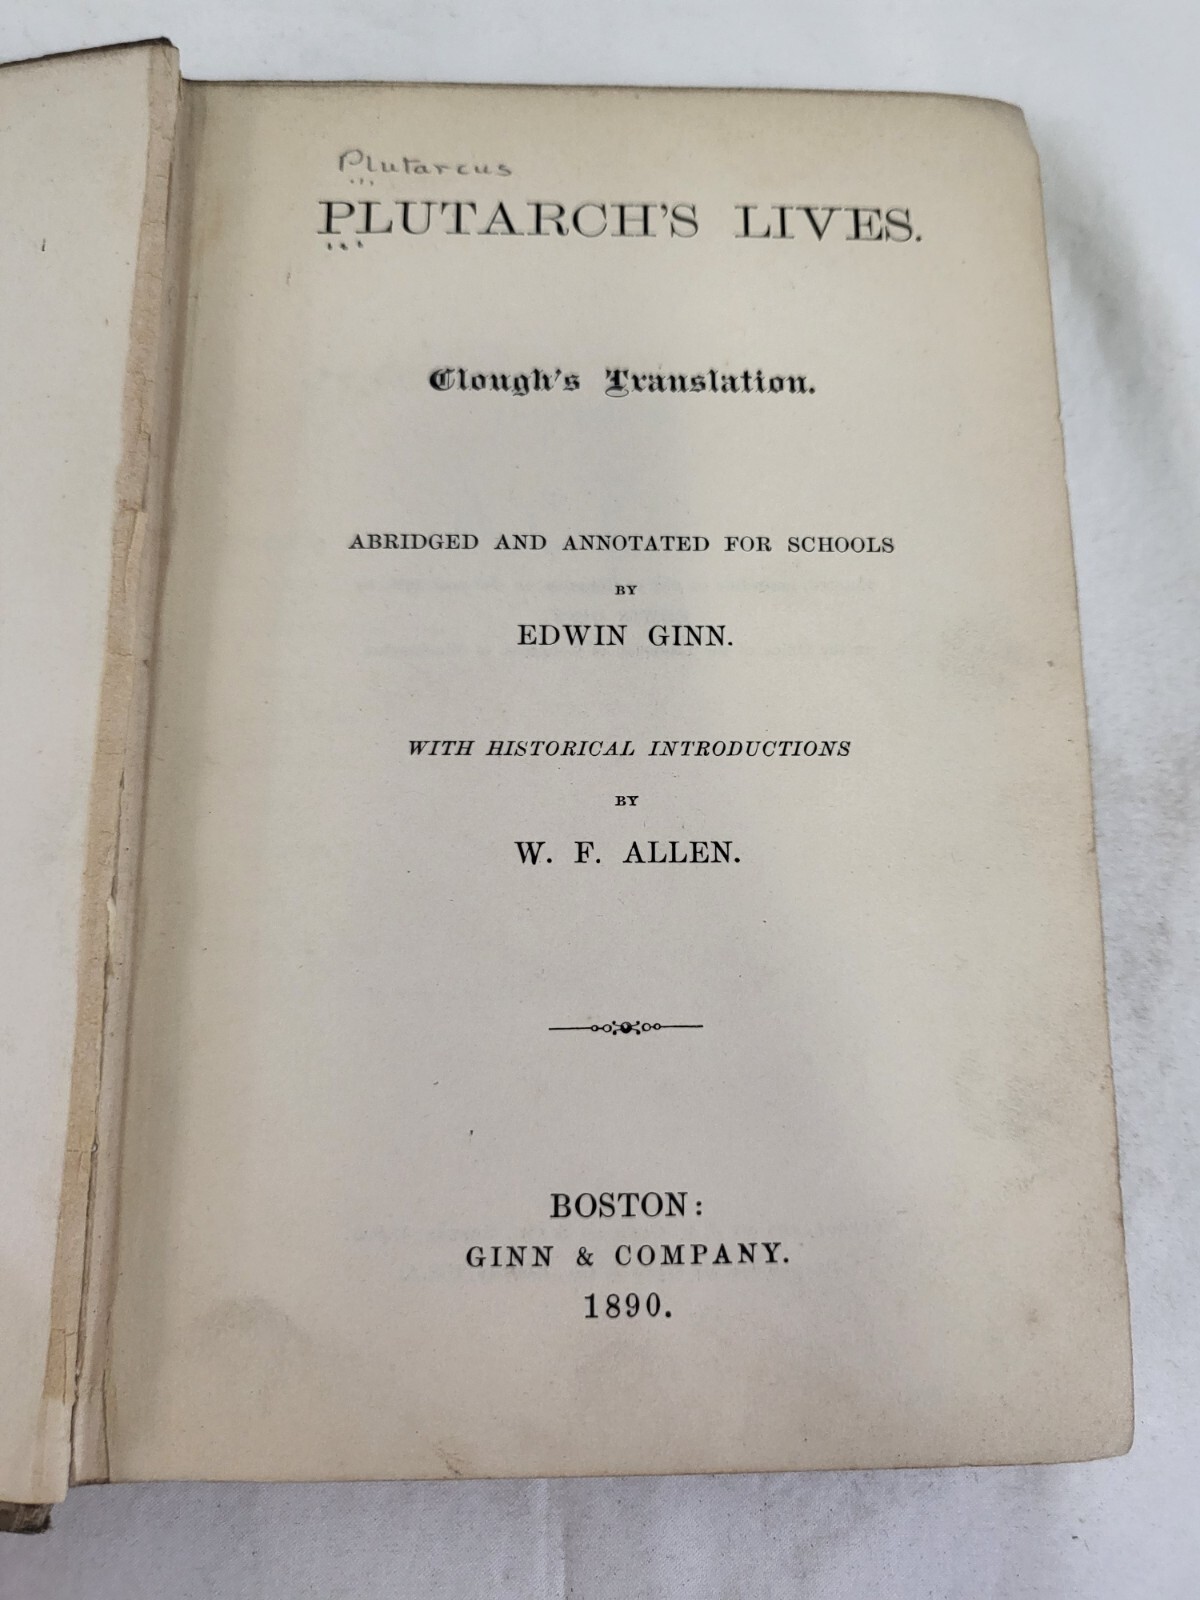 Plutarcus
PLUTARCH'S LIVES.
Clough's Translation.
ABRIDGED AND ANNOTATED FOR SCHOOLS
BY
EDWIN GINN.
WITH HISTORICAL INTRODUCTIONS
BY
W. F. ALLEN.
BOSTON:
GINN & COMPANY.
1890.